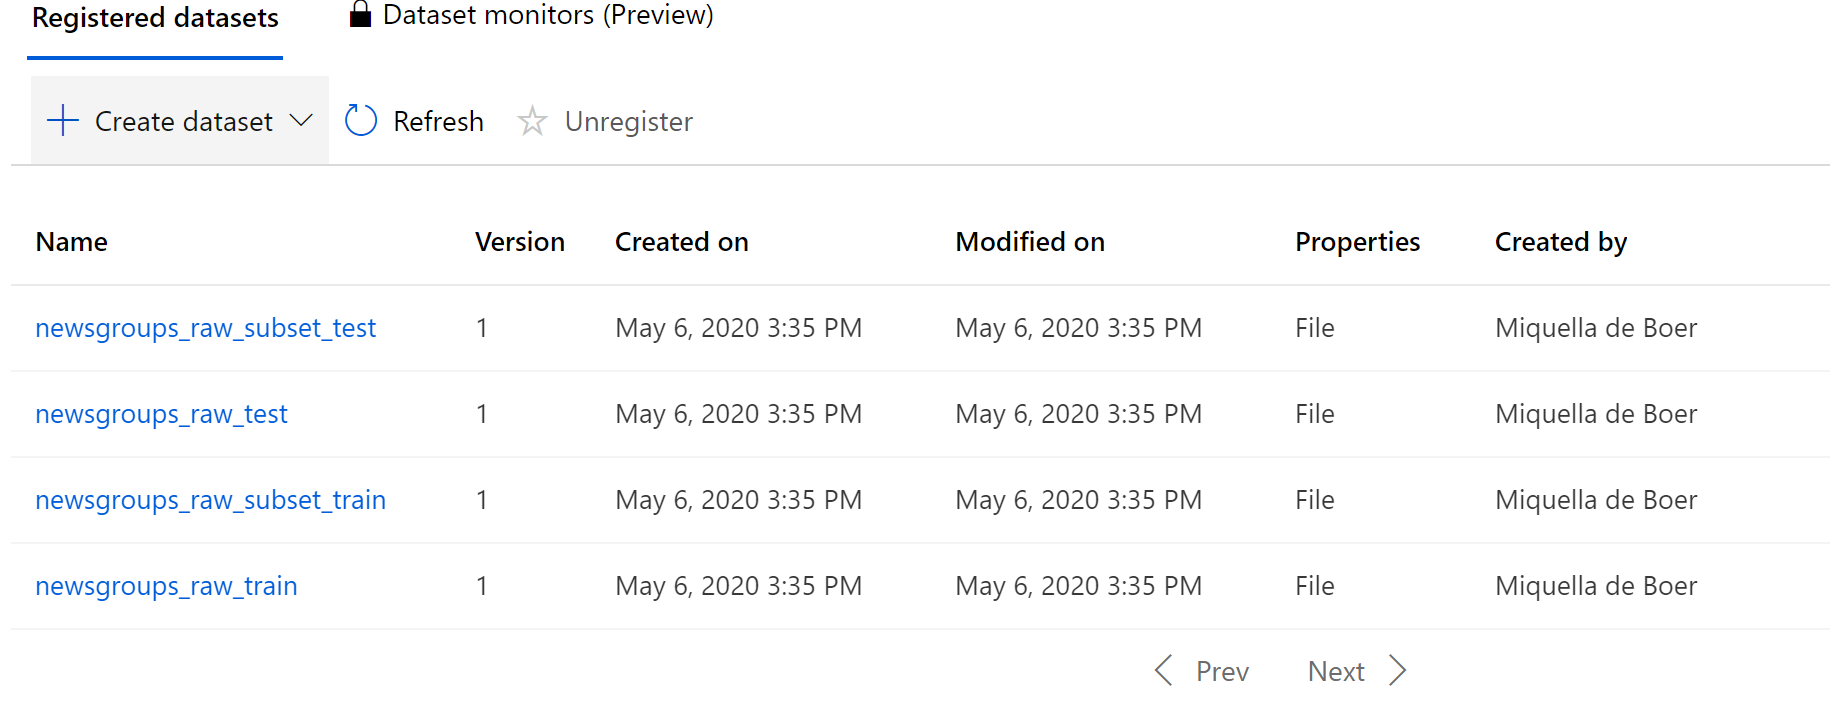 Registered datasets Dataset monitors (Preview)
Create dataset Refresh Unregister
Name Version Created on Modified on Properties Created by
newsgroups_raw_subset_test 1 May 6, 2020 3:35 PM May 6, 2020 3:35 PM File Miquella de Boer
newsgroups_raw_test 1 May 6, 2020 3:35 PM May 6, 2020 3:35 PM File Miquella de Boer
newsgroups_raw_subset_train 1 May 6, 2020 3:35 PM May 6, 2020 3:35 PM File Miquella de Boer
newsgroups_raw_train 1 May 6, 2020 3:35 PM May 6, 2020 3:35 PM File Miquella de Boer
Prev Next